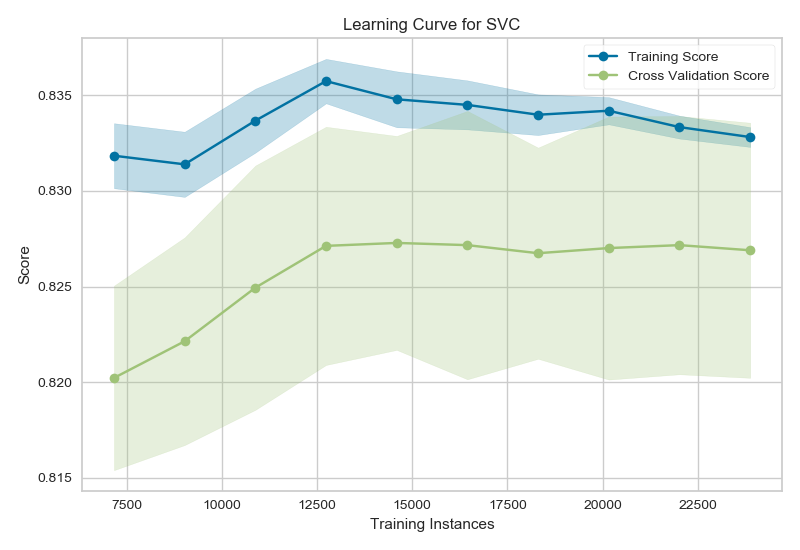 Learning Curve for SVC
Training Score
Cross Validation Score
0.835
0.830
0.825
0.820
0.815
Score
7500 10000 12500 15000 17500 20000 22500
Training Instances